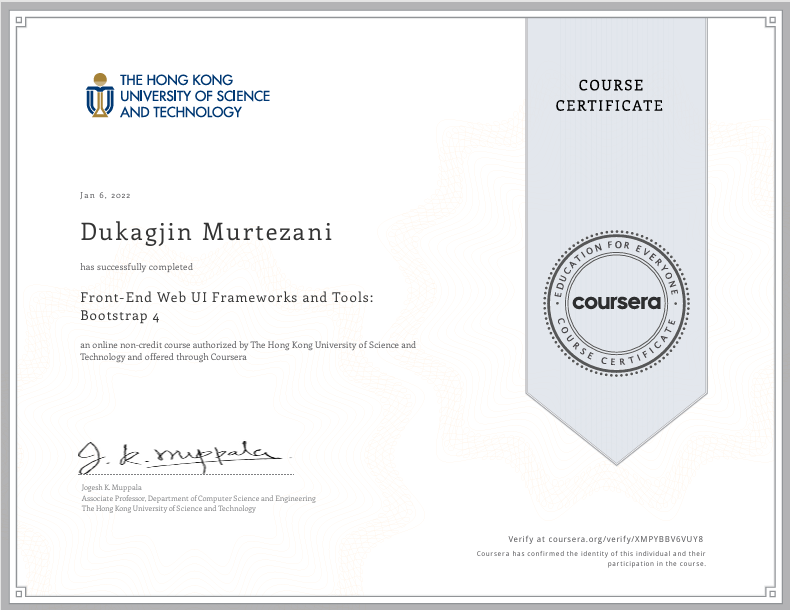 THE HONG KONG
UNIVERSITY OF SCIENCE
AND TECHNOLOGY
COURSE
CERTIFICATE
Jan 6, 2022
Dukagjin Murtezani
has successfully completed
Front-End Web UI Frameworks and Tools:
Bootstrap 4
an online non-credit course authorized by The Hong Kong University of Science and
Technology and offered through Coursera
EDUCATION FOR EVERYONE
coursera
COURSE CERTIFICATE
J. K. Muppala
Jogesh K. Muppala
Associate Professor, Department of Computer Science and Engineering
The Hong Kong University of Science and Technology
Verify at coursera.org/verify/XMPYBBV6VUY8
Coursera has confirmed the identity of this individual and their
participation in the course.